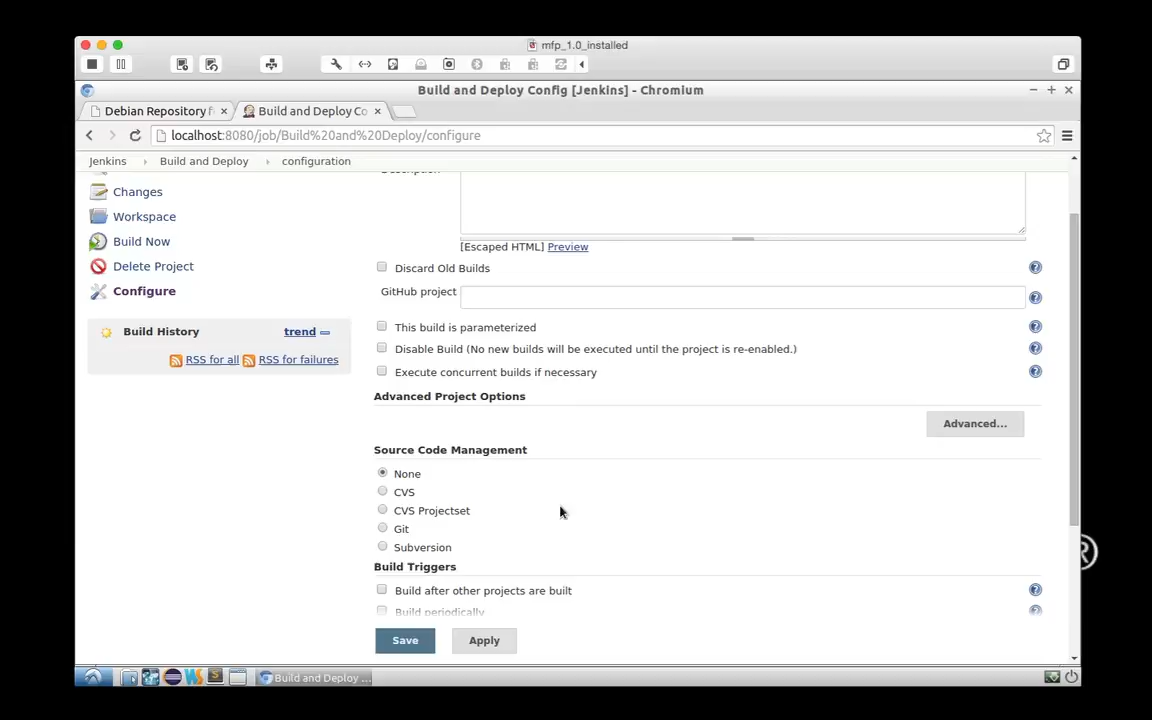 mfp_1.0_installed
Build and Deploy Config [Jenkins] - Chromium
Debian Repository f
Build and Deploy Co
localhost:8080/job/Build%20and%20Deploy/configure
Jenkins
Build and Deploy
configuration
Changes
Workspace
Build Now
Delete Project
Configure
Build History
trend
RSS for all
RSS for failures
Description
[Escaped HTML] Preview
Discard Old Builds
GitHub project
This build is parameterized
Disable Build (No new builds will be executed until the project is re-enabled.)
Execute concurrent builds if necessary
Advanced Project Options
Advanced...
Source Code Management
None
CVS
CVS Projectset
Git
Subversion
Build Triggers
Build after other projects are built
Build periodically
Save
Apply
Build and Deploy ...
®